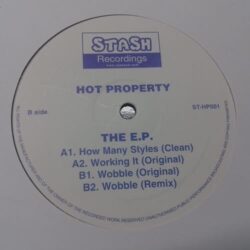 STASH
Recordings
HOT PROPERTY
B side
ST-HP001
THE E.P.
A1. How Many Styles (Clean)
A2. Working It (Original)
B1. Wobble (Original)
B2. Wobble (Remix)